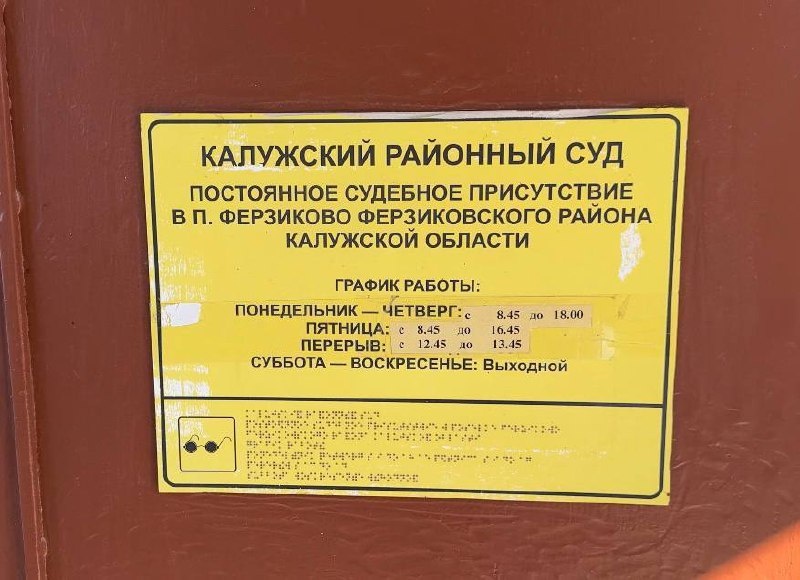 КАЛУЖСКИЙ РАЙОННЫЙ СУД
ПОСТОЯННОЕ СУДЕБНОЕ ПРИСУТСТВИЕ
В П. ФЕРЗИКОВО ФЕРЗИКОВСКОГО РАЙОНА
КАЛУЖСКОЙ ОБЛАСТИ
ГРАФИК РАБОТЫ:
ПОНЕДЕЛЬНИК — ЧЕТВЕРГ: с 8.45 до 18.00
ПЯТНИЦА: с 8.45 до 16.45
ПЕРЕРЫВ: с 12.45 до 13.45
СУББОТА — ВОСКРЕСЕНЬЕ: Выходной